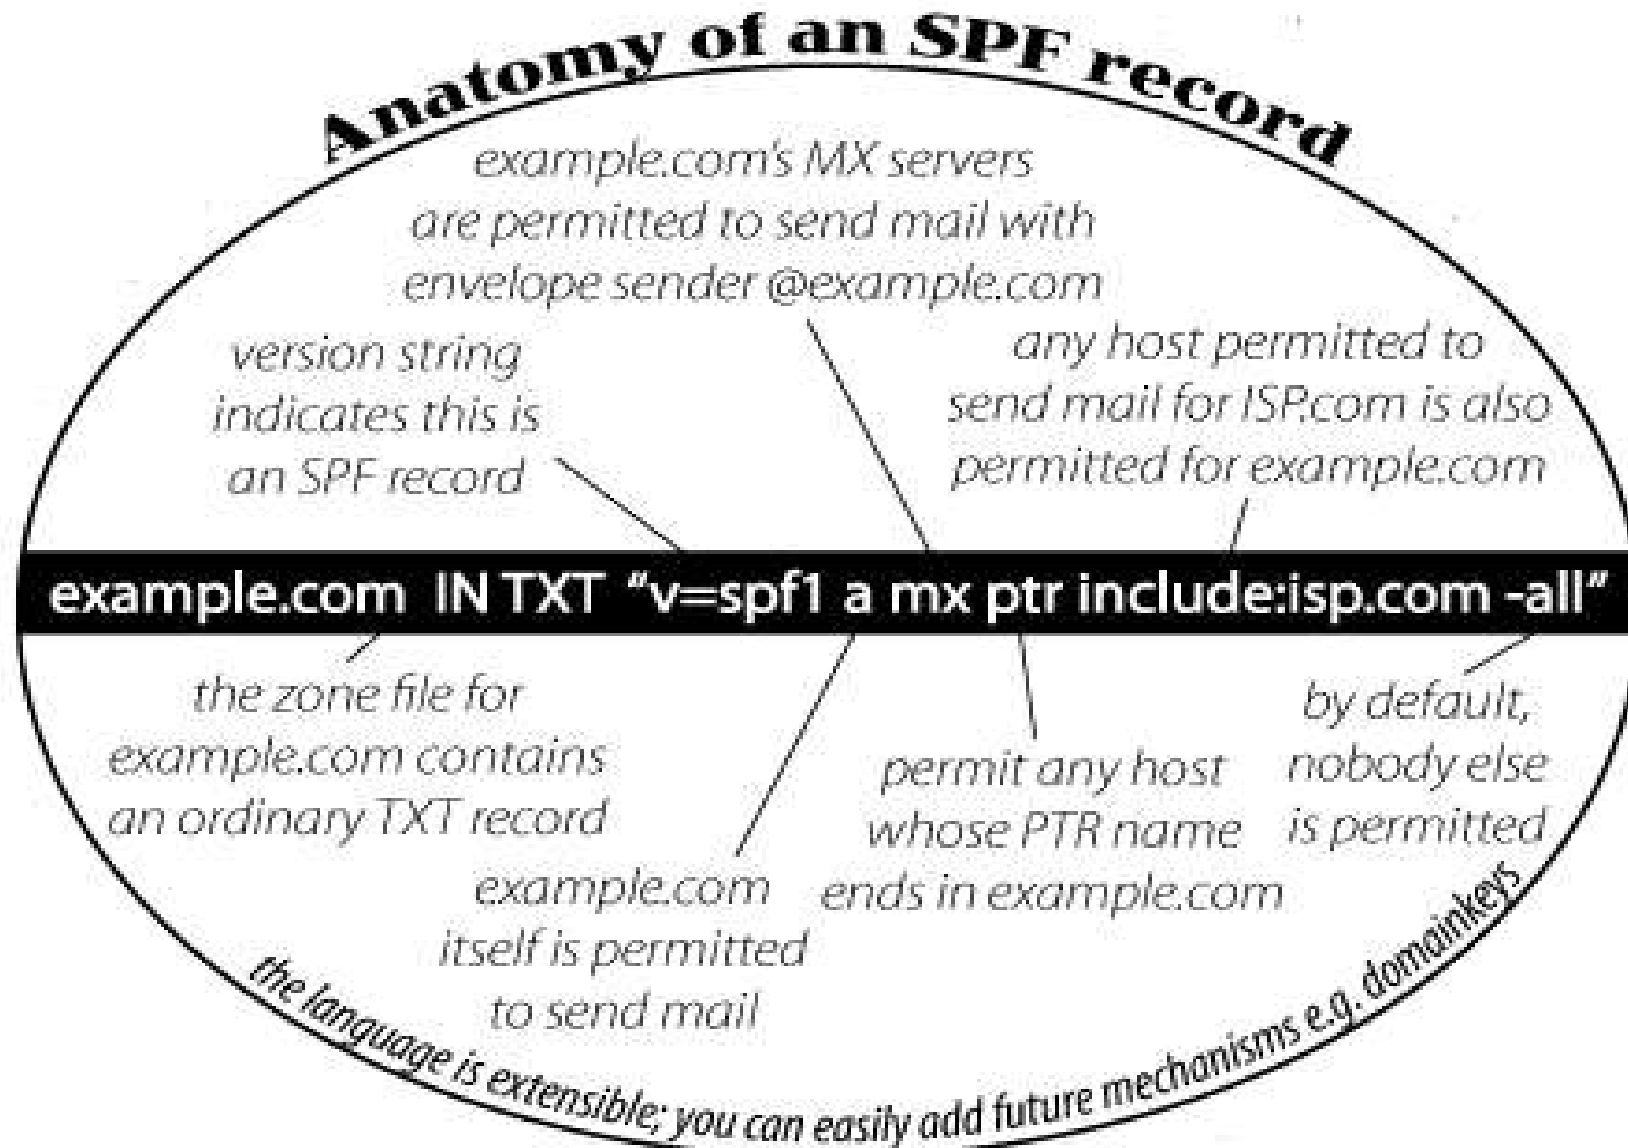 Anatomy of an SPF record
example.com's MX servers
are permitted to send mail with
envelope sender @example.com
version string
indicates this is
an SPF record
any host permitted to
send mail for ISP.com is also
permitted for example.com
example.com IN TXT “v=spf1 a mx ptr include:isp.com -all”
the zone file for
example.com contains
an ordinary TXT record
example.com
itself is permitted
to send mail
permit any host
whose PTR name
ends in example.com
by default,
nobody else
is permitted
the language is extensible; you can easily add future mechanisms e.g. domainkeys